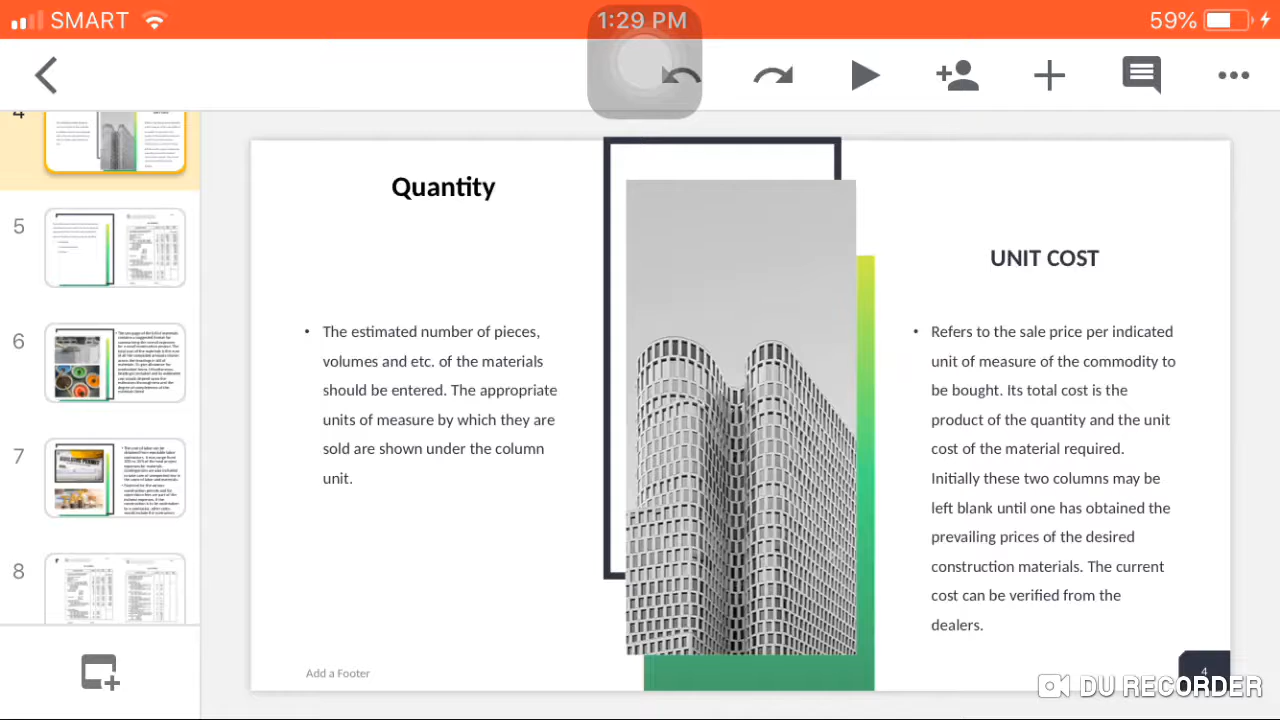 SMART
1:29 PM
59%
4
5
6
7
8
Quantity
• The estimated number of pieces,
volumes and etc. of the materials
should be entered. The appropriate
units of measure by which they are
sold are shown under the column
unit.
UNIT COST
• Refers to the sale price per indicated
unit of measure of the commodity to
be bought. Its total cost is the
product of the quantity and the unit
cost of the material required.
Initially these two columns may be
left blank until one has obtained the
prevailing prices of the desired
construction materials. The current
cost can be verified from the
dealers.
Add a Footer
4
DU RECORDER